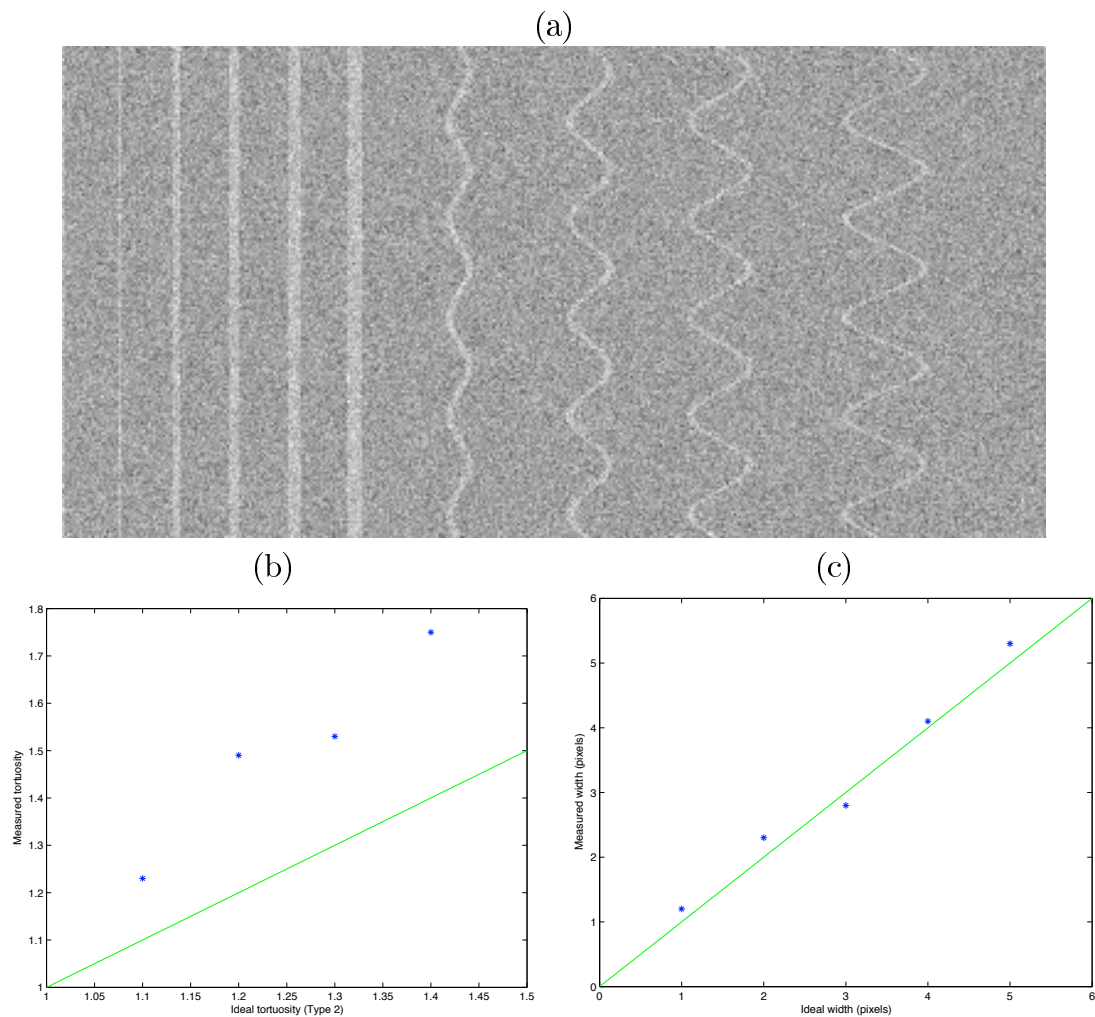 (a)
(b)
1.8
1.7
1.6
1.5
1.4
1.3
1.2
1.1
1
Measured tortuosity
1 1.05 1.1 1.15 1.2 1.25 1.3 1.35 1.4 1.45 1.5
Ideal tortuosity (Type 2)
(c)
6
5
4
3
2
1
0
Measured width (pixels)
0 1 2 3 4 5 6
Ideal width (pixels)